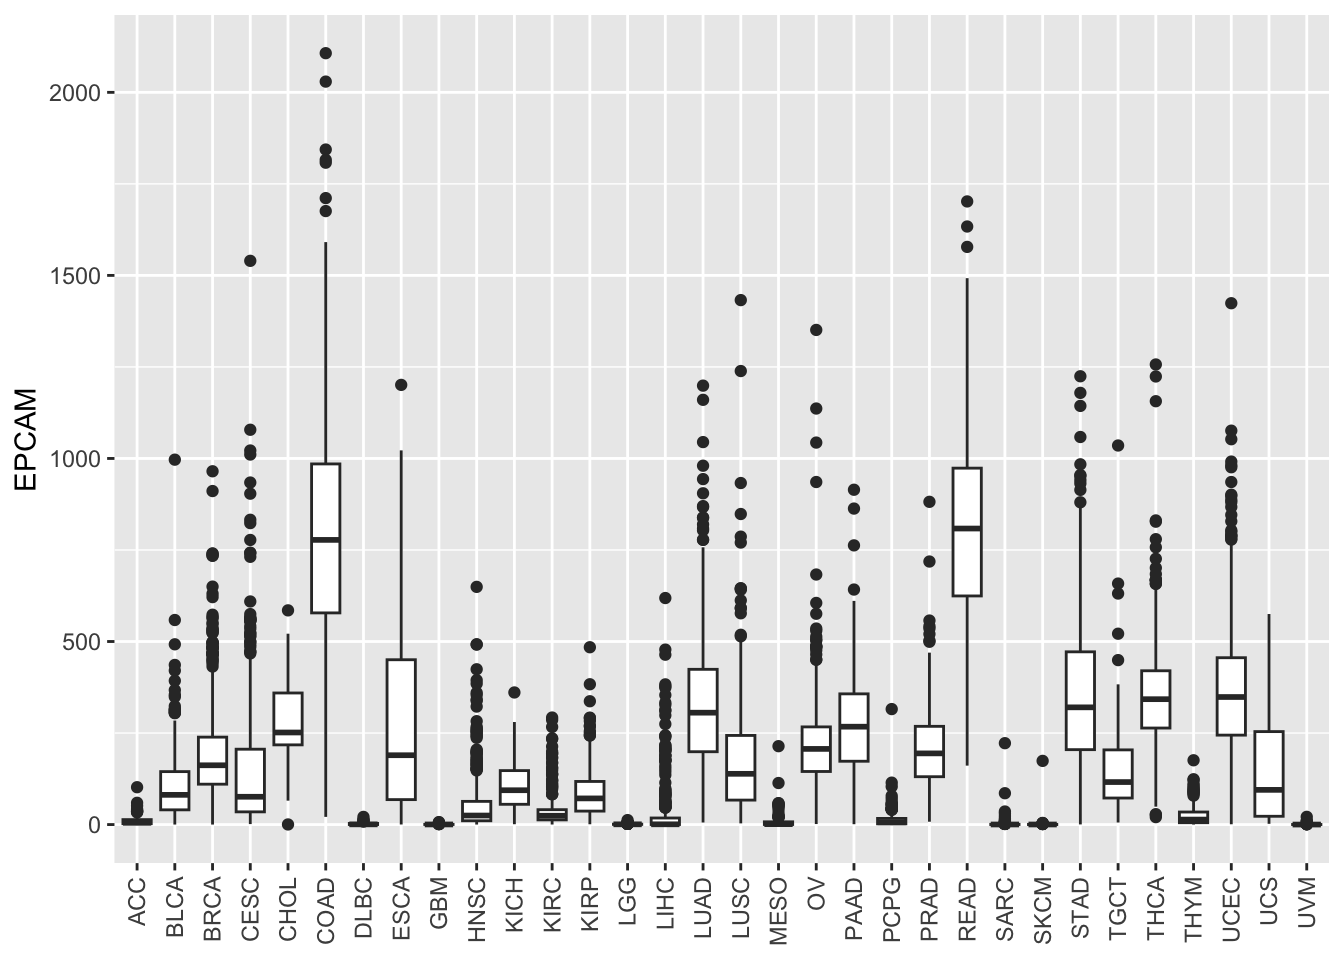 2000
1500
1000
500
0
EPCAM
ACC
BLCA
BRCA
CESC
CHOL
COAD
DLBC
ESCA
GBM
HNSC
KICH
KIRC
KIRP
LGG
LIHC
LUAD
LUSC
MESO
OV
PAAD
PCPG
PRAD
READ
SARC
SKCM
STAD
TGCT
THCA
THYM
UCEC
UCS
UVM